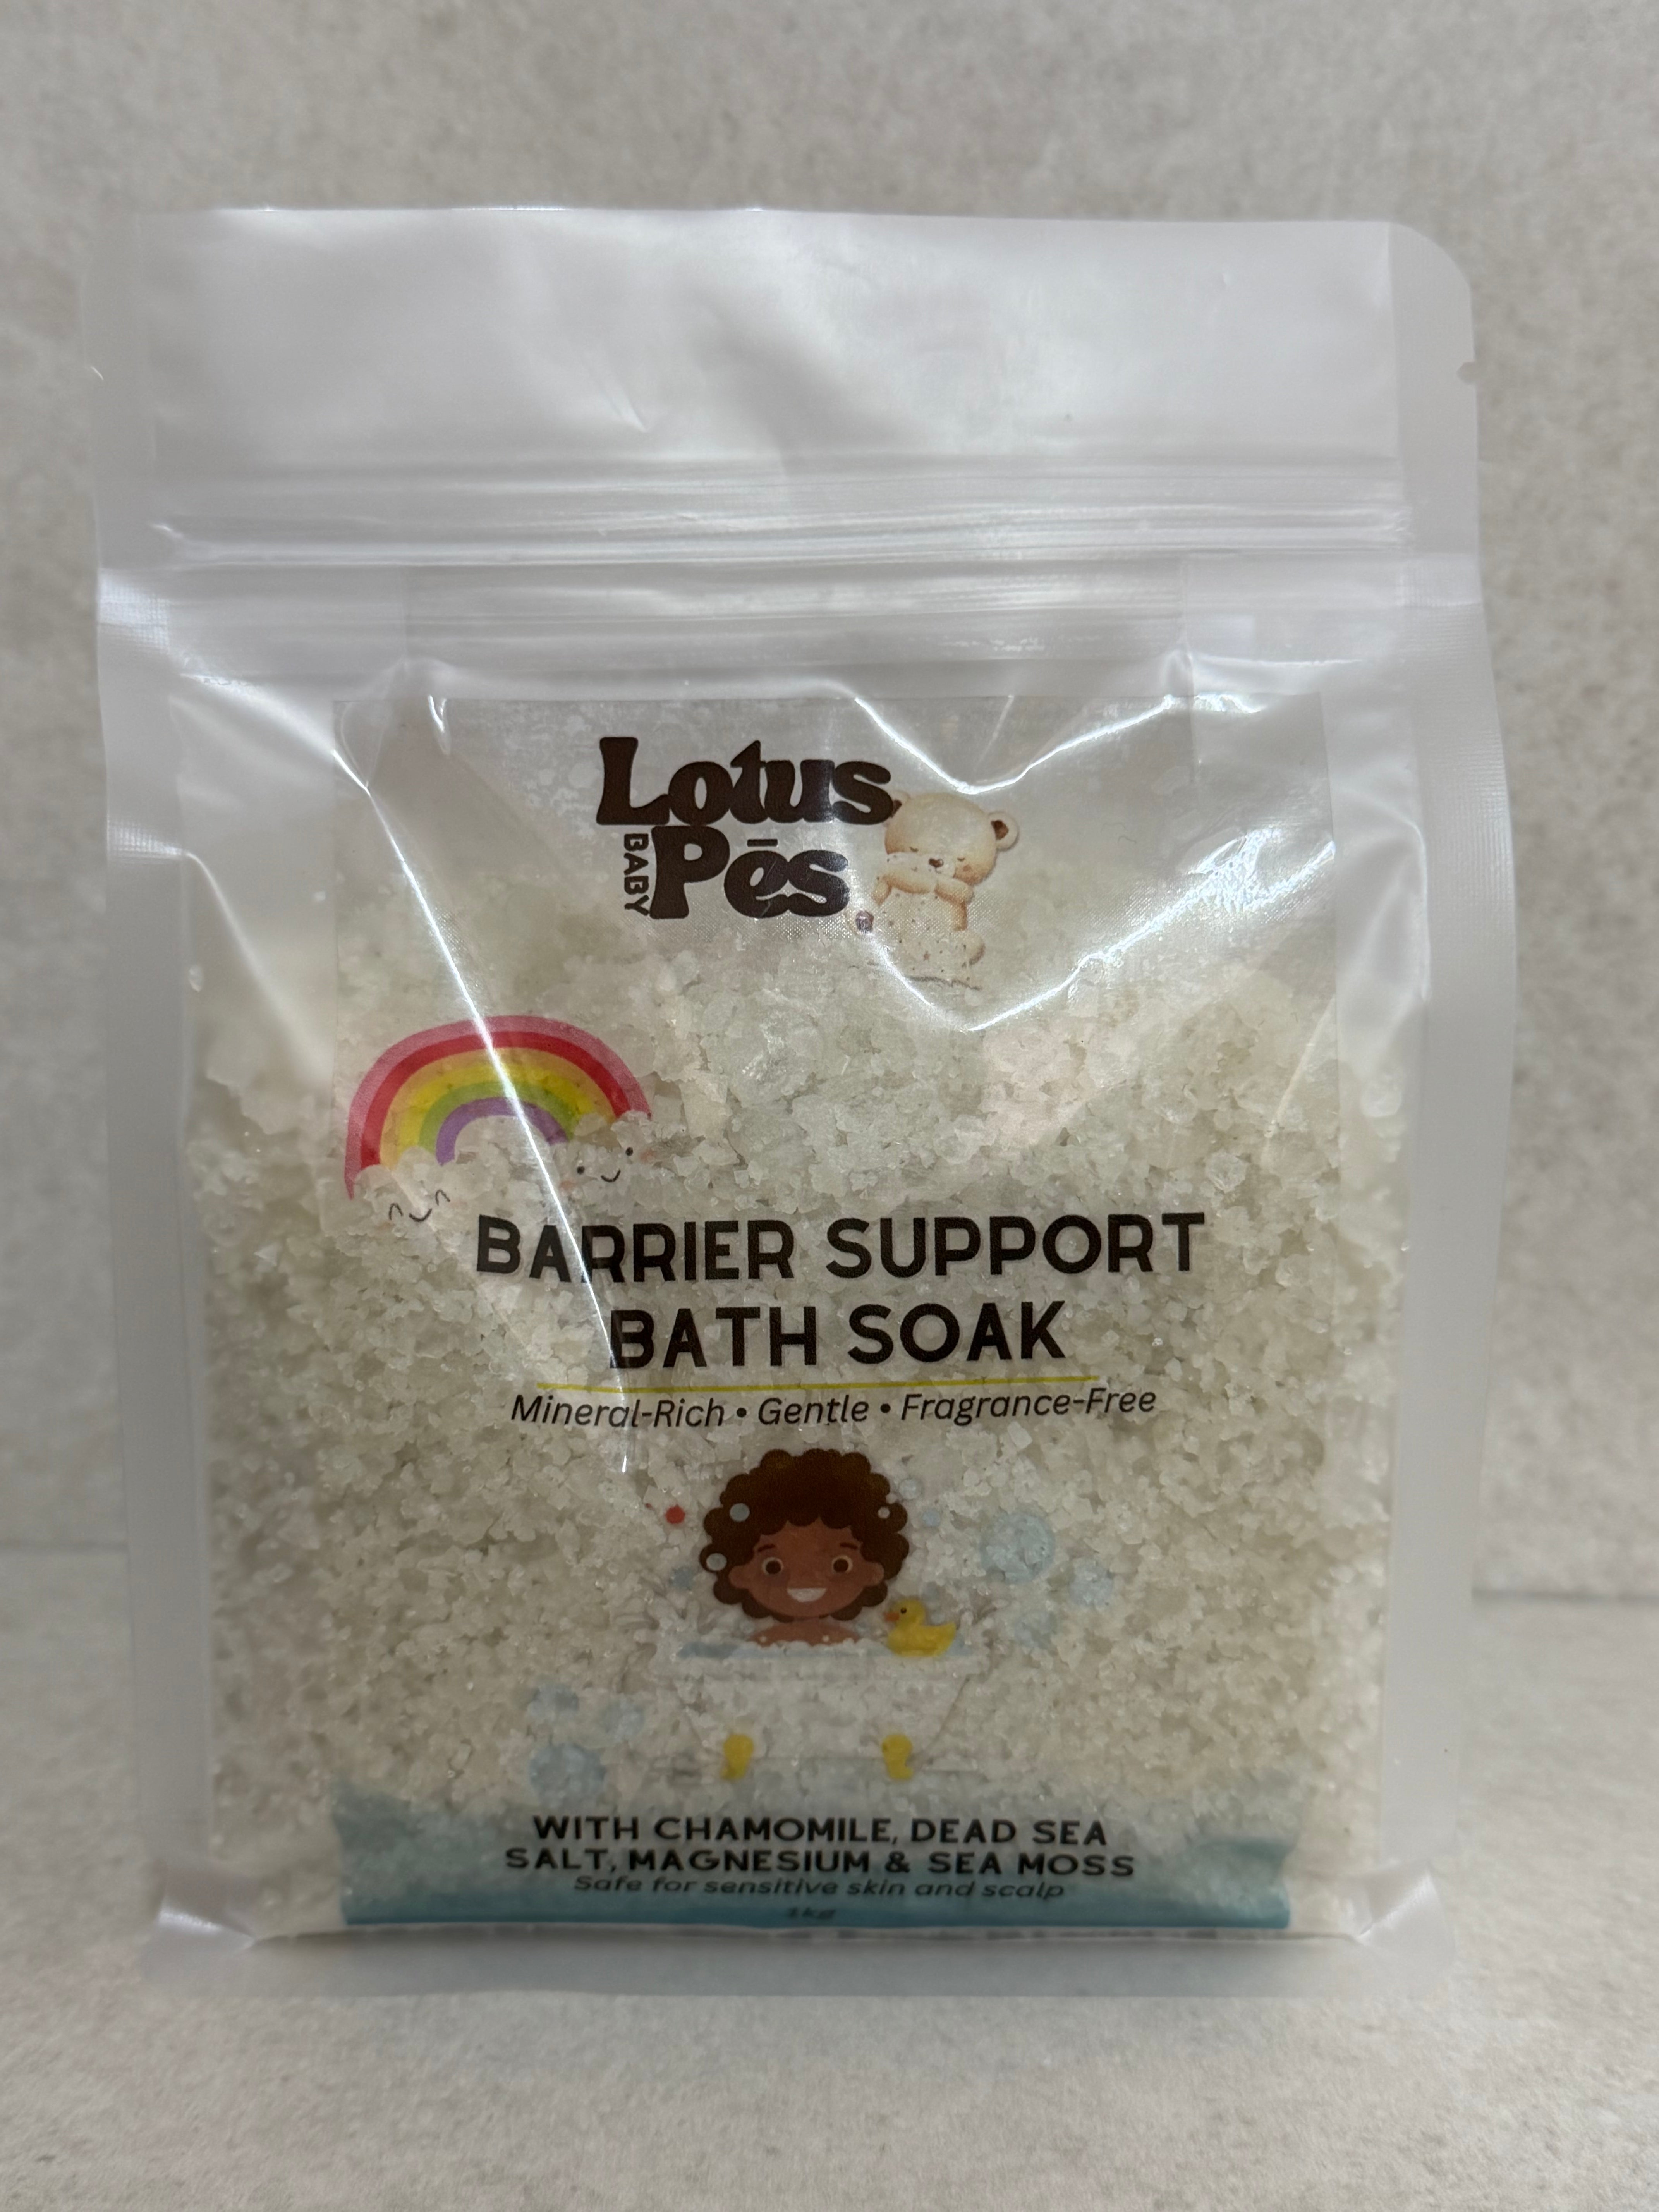 Lotus
BABY Pēs
BARRIER SUPPORT
BATH SOAK
Mineral-Rich • Gentle • Fragrance-Free
WITH CHAMOMILE, DEAD SEA
SALT, MAGNESIUM & SEA MOSS
Safe for sensitive skin and scalp
1kg